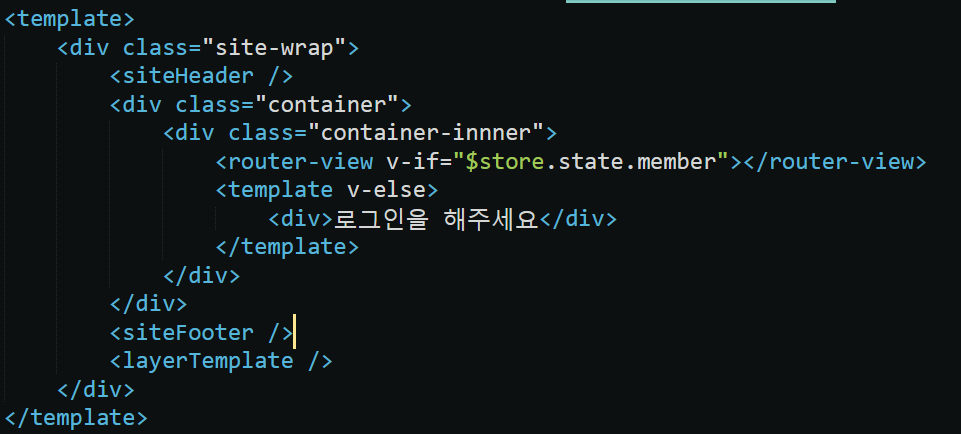 <template>
<div class="site-wrap">
<siteHeader />
<div class="container">
<div class="container-innner">
<router-view v-if="$store.state.member"></router-view>
<template v-else>
<div>로그인을 해주세요</div>
</template>
</div>
</div>
<siteFooter />
<layerTemplate />
</div>
</template>